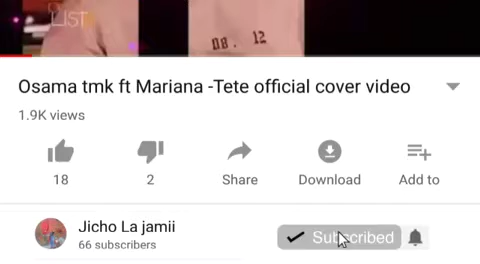 LIST
08. 12
Osama tmk ft Mariana -Tete official cover video
1.9K views
18
2
Share
Download
Add to
Jicho La jamii
66 subscribers
Subscribed